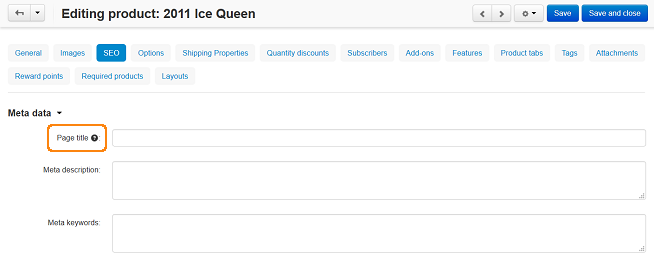 Editing product: 2011 Ice Queen Save Save and close
General Images SEO Options Shipping Properties Quantity discounts Subscribers Add-ons Features Product tabs Tags Attachments
Reward points Required products Layouts
Meta data
Page title ?:
Meta description:
Meta keywords: